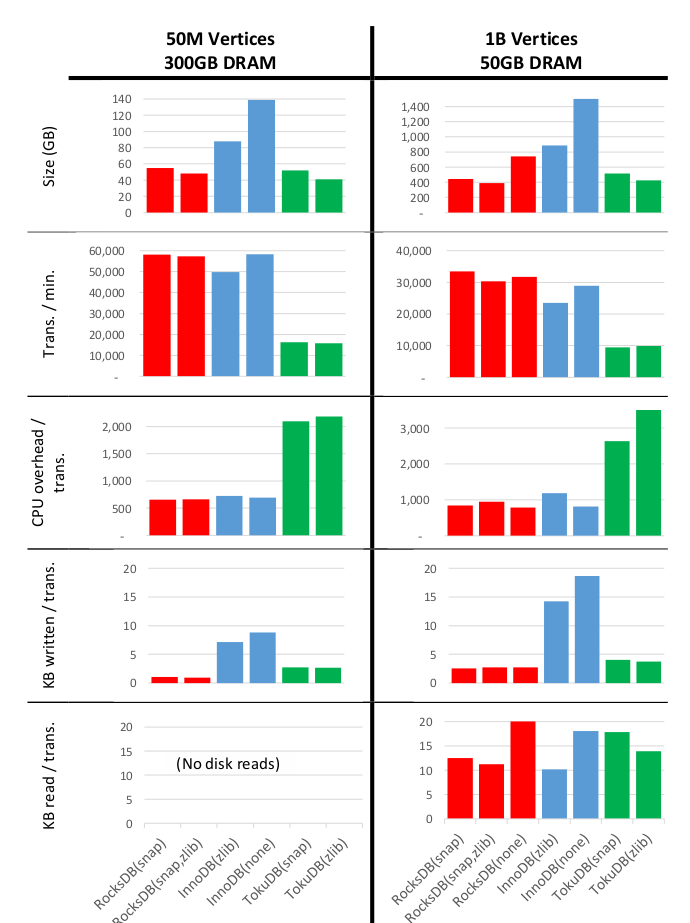 50M Vertices
300GB DRAM
1B Vertices
50GB DRAM
Size (GB)
140
120
100
80
60
40
20
0
1,400
1,200
1,000
800
600
400
200
-
Trans. / min.
60,000
50,000
40,000
30,000
20,000
10,000
-
40,000
30,000
20,000
10,000
-
CPU overhead /
trans.
2,000
1,500
1,000
500
-
3,000
2,000
1,000
-
KB written / trans.
20
15
10
5
0
20
15
10
5
0
KB read / trans.
20
15
10
5
0
(No disk reads)
20
15
10
5
0
RocksDB(snap)
RocksDB(snap,zlib)
InnoDB(zlib)
InnoDB(none)
TokuDB(snap)
TokuDB(zlib)
RocksDB(snap)
RocksDB(snap,zlib)
RocksDB(none)
InnoDB(zlib)
InnoDB(none)
TokuDB(snap)
TokuDB(zlib)